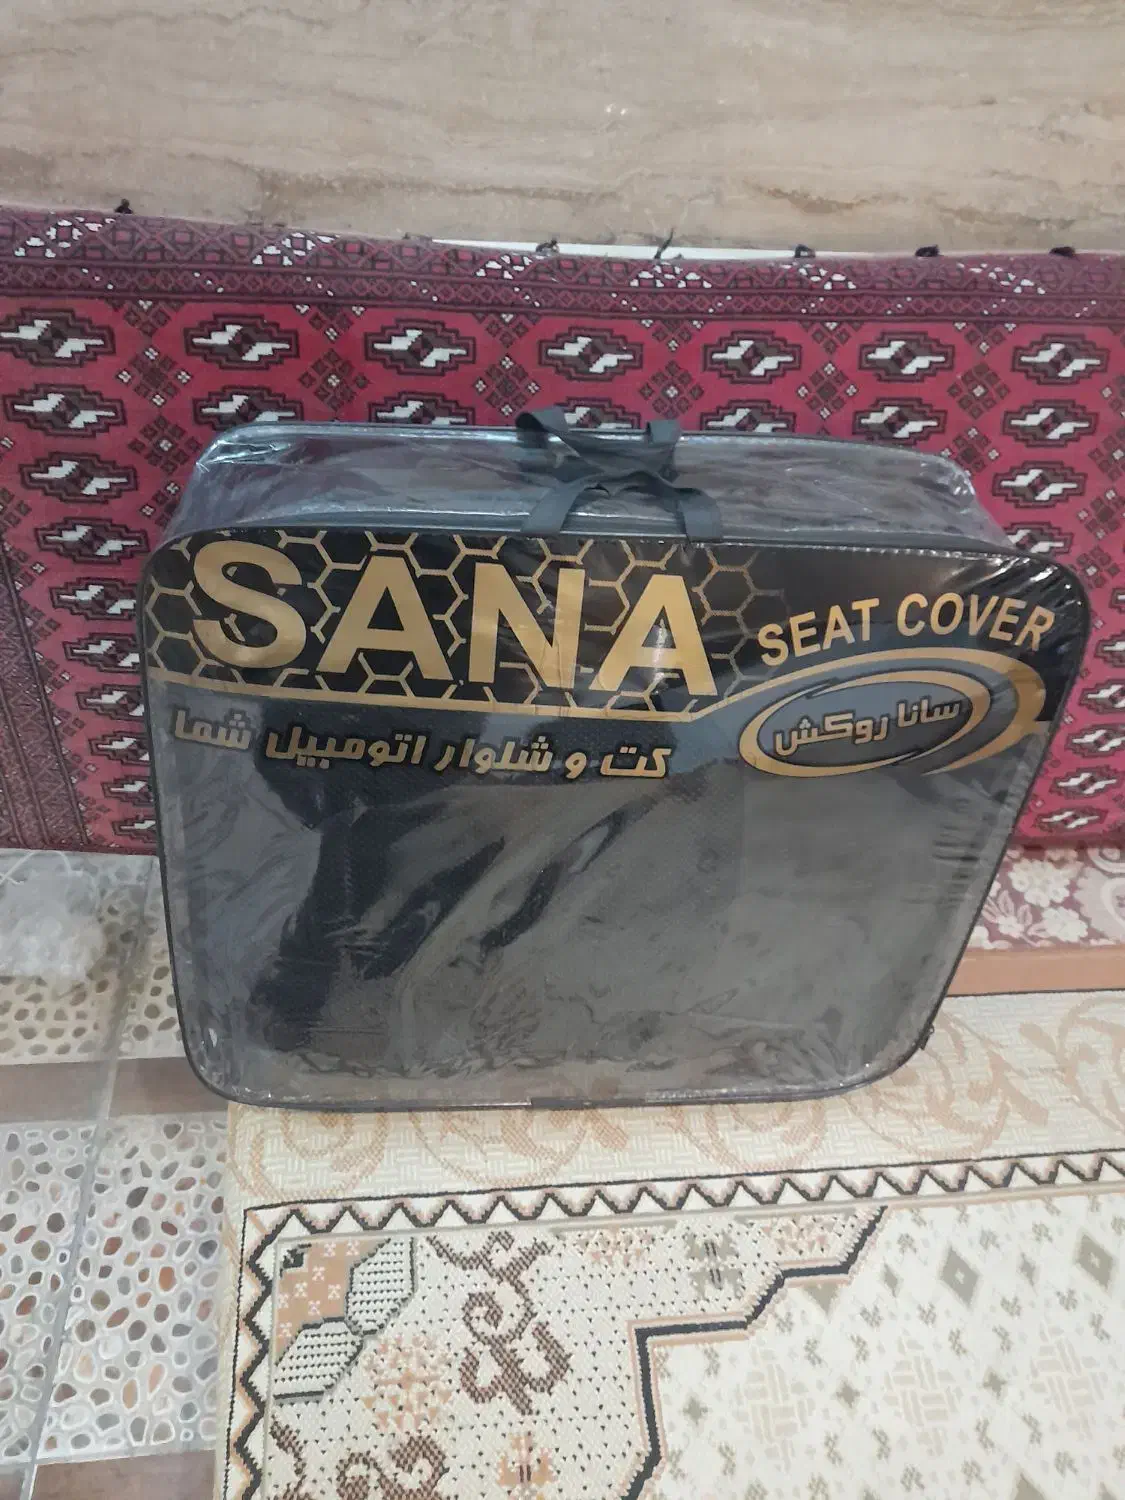 SANA
SEAT COVER
سانا روکش
کت و شلوار اتومبیل شما